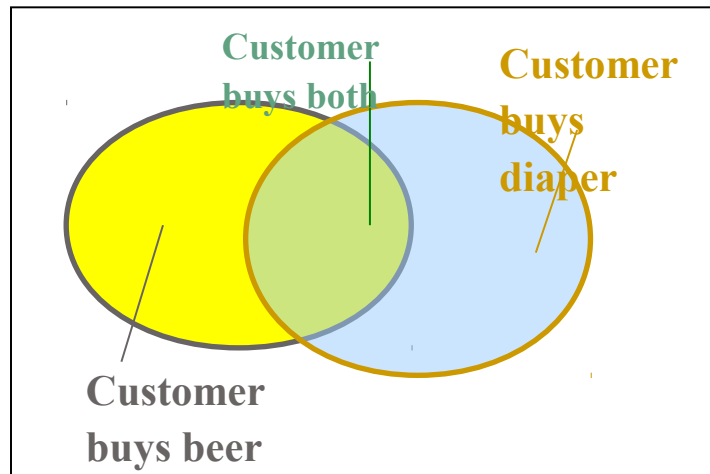 Customer
buys both
Customer
buys
diaper
Customer
buys beer